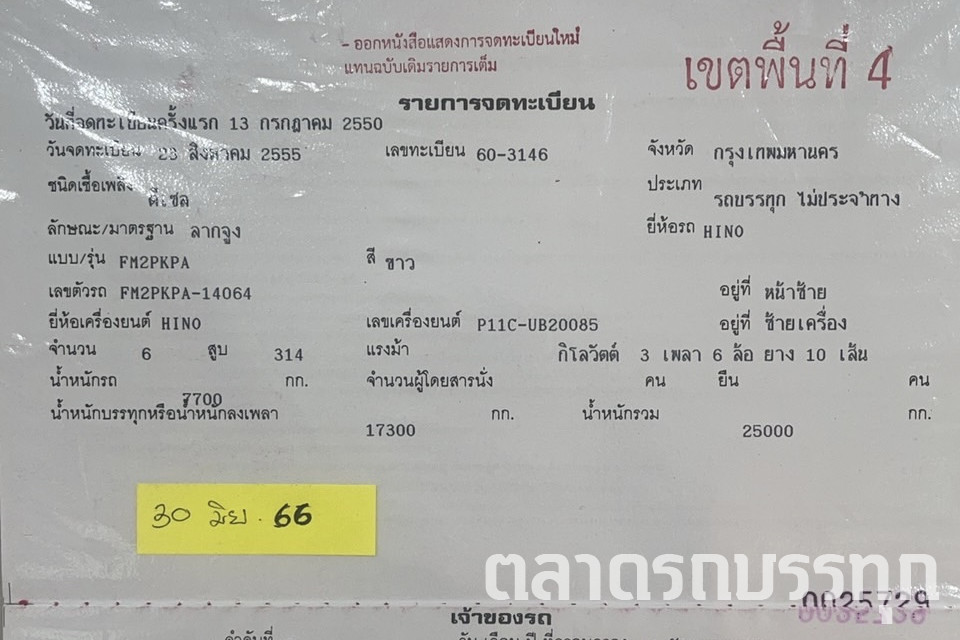 - ออกหนังสือแสดงการจดทะเบียนใหม่
แทนฉบับเดิมรายการเต็ม
เขตพื้นที่ 4
รายการจดทะเบียน
วันที่จดทะเบียนครั้งแรก 13 กรกฎาคม 2550
วันจดทะเบียน 23 สิงหาคม 2555 เลขทะเบียน 60-3146 จังหวัด กรุงเทพมหานคร
ชนิดเชื้อเพลิง ดีเซล ประเภท รถบรรทุก ไม่ประจำทาง
ลักษณะ/มาตรฐาน ลากจูง ยี่ห้อรถ HINO
แบบ/รุ่น FM2PKPA สี ขาว
เลขตัวรถ FM2PKPA-14064 อยู่ที่ หน้าซ้าย
ยี่ห้อเครื่องยนต์ HINO เลขเครื่องยนต์ P11C-UB20085 อยู่ที่ ซ้ายเครื่อง
จำนวน 6 สูบ 314 แรงม้า กิโลวัตต์ 3 เพลา 6 ล้อ ยาง 10 เส้น
น้ำหนักรถ 7700 กก. จำนวนผู้โดยสารนั่ง คน ยืน คน
น้ำหนักบรรทุกหรือน้ำหนักลงเพลา 17300 กก. น้ำหนักรวม 25000 กก.
30 มิย. 66
ตลาดรถบรรทุก
0025729
เจ้าของรถ
ลำดับที่